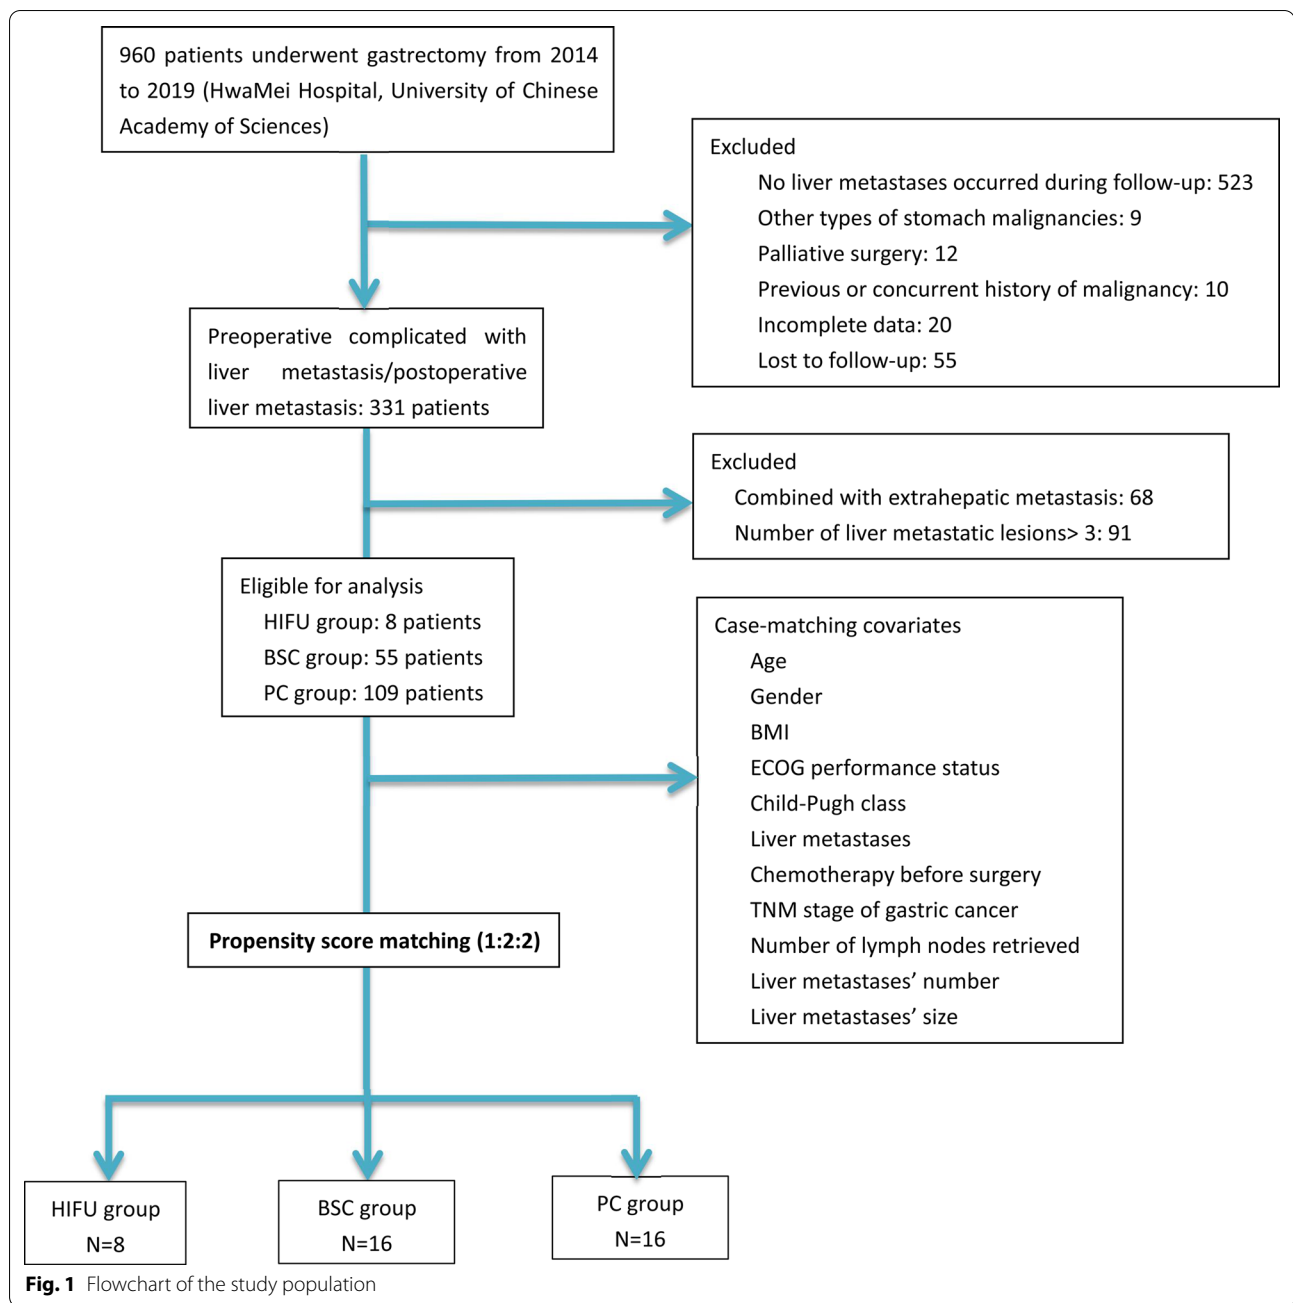 960 patients underwent gastrectomy from 2014
to 2019 (HwaMei Hospital, University of Chinese
Academy of Sciences)
Excluded
No liver metastases occurred during follow-up: 523
Other types of stomach malignancies: 9
Palliative surgery: 12
Previous or concurrent history of malignancy: 10
Incomplete data: 20
Lost to follow-up: 55
Preoperative complicated with
liver metastasis/postoperative
liver metastasis: 331 patients
Excluded
Combined with extrahepatic metastasis: 68
Number of liver metastatic lesions> 3: 91
Eligible for analysis
HIFU group: 8 patients
BSC group: 55 patients
PC group: 109 patients
Case-matching covariates
Age
Gender
BMI
ECOG performance status
Child-Pugh class
Liver metastases
Chemotherapy before surgery
TNM stage of gastric cancer
Number of lymph nodes retrieved
Liver metastases’ number
Liver metastases’ size
Propensity score matching (1:2:2)
HIFU group
N=8
BSC group
N=16
PC group
N=16
Fig. 1 Flowchart of the study population